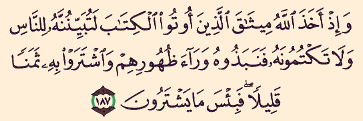 وَإِذْ أَخَذَ ٱللَّهُ مِيثَٰقَ ٱلَّذِينَ أُوتُوا۟ ٱلْكِتَٰبَ لَتُبَيِّنُنَّهُۥ لِلنَّاسِ
وَلَا تَكْتُمُونَهُۥ فَنَبَذُوهُ وَرَآءَ ظُهُورِهِمْ وَٱشْتَرَوْا۟ بِهِۦ ثَمَنًا
قَلِيلًا ۖ فَبِئْسَ مَا يَشْتَرُونَ ١٨٧